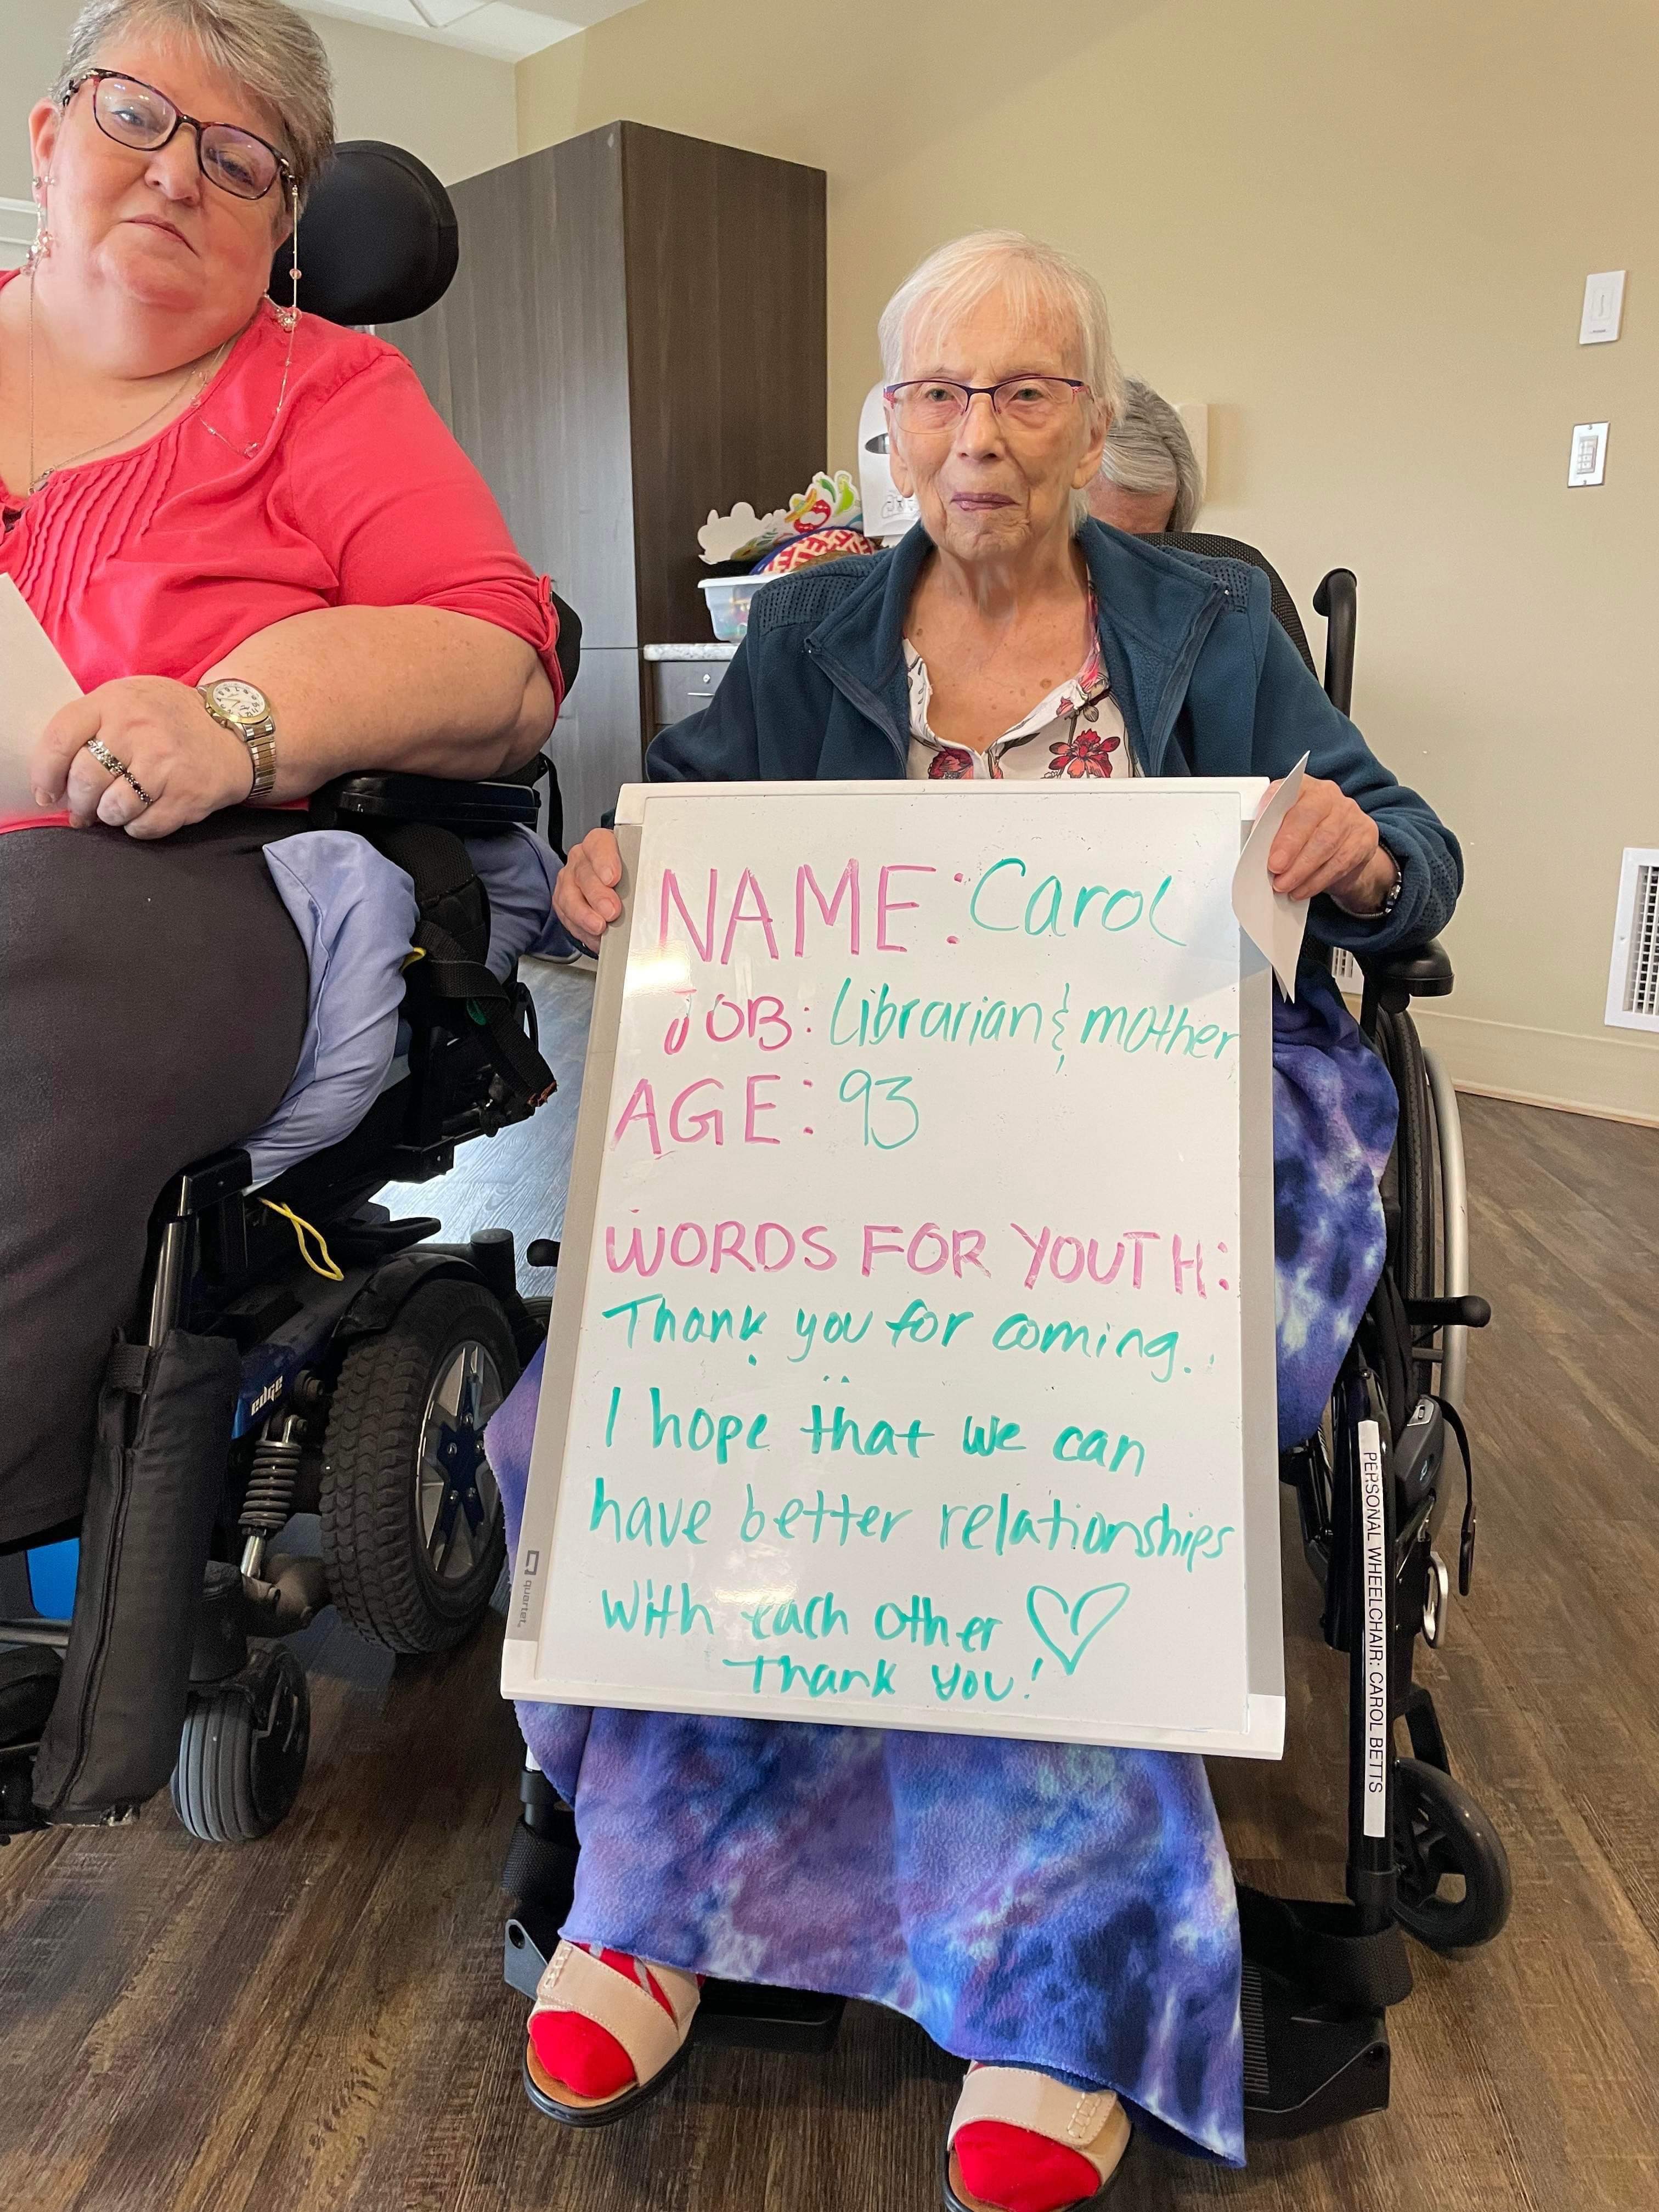 NAME: Carol
JOB: Librarian & mother
AGE: 93
WORDS FOR YOUTH:
Thank you for coming.
I hope that we can
have better relationships
with each other
Thank you!
quartet
edge
PERSONAL WHEELCHAIR: CAROL BETTS